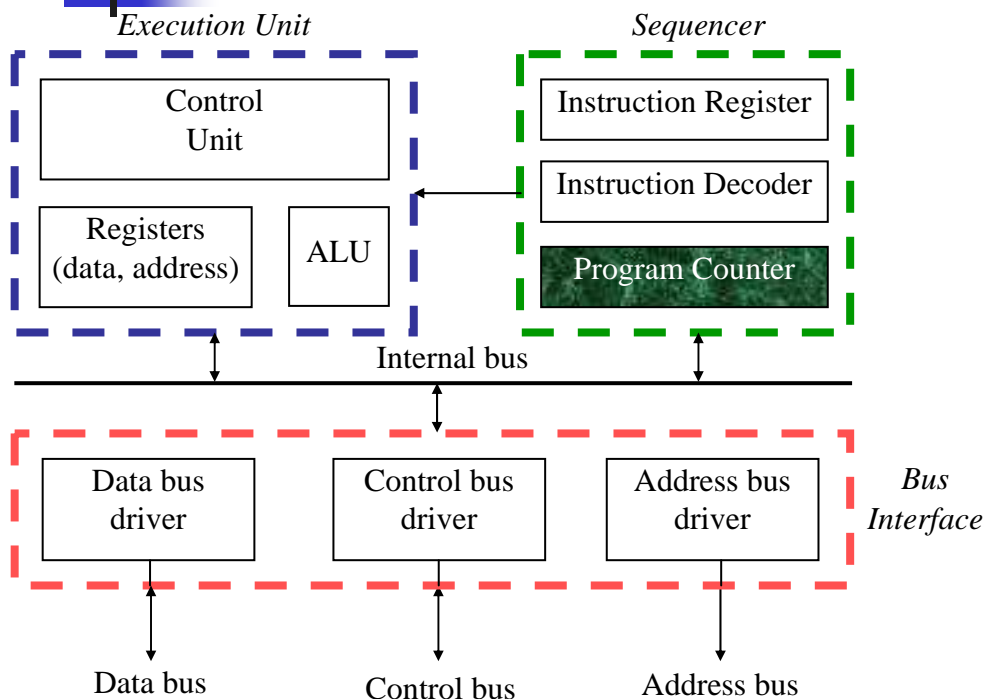 Execution Unit
Sequencer
Control
Unit
Registers
(data, address)
ALU
Instruction Register
Instruction Decoder
Program Counter
Internal bus
Data bus
driver
Control bus
driver
Address bus
driver
Bus
Interface
Data bus
Control bus
Address bus